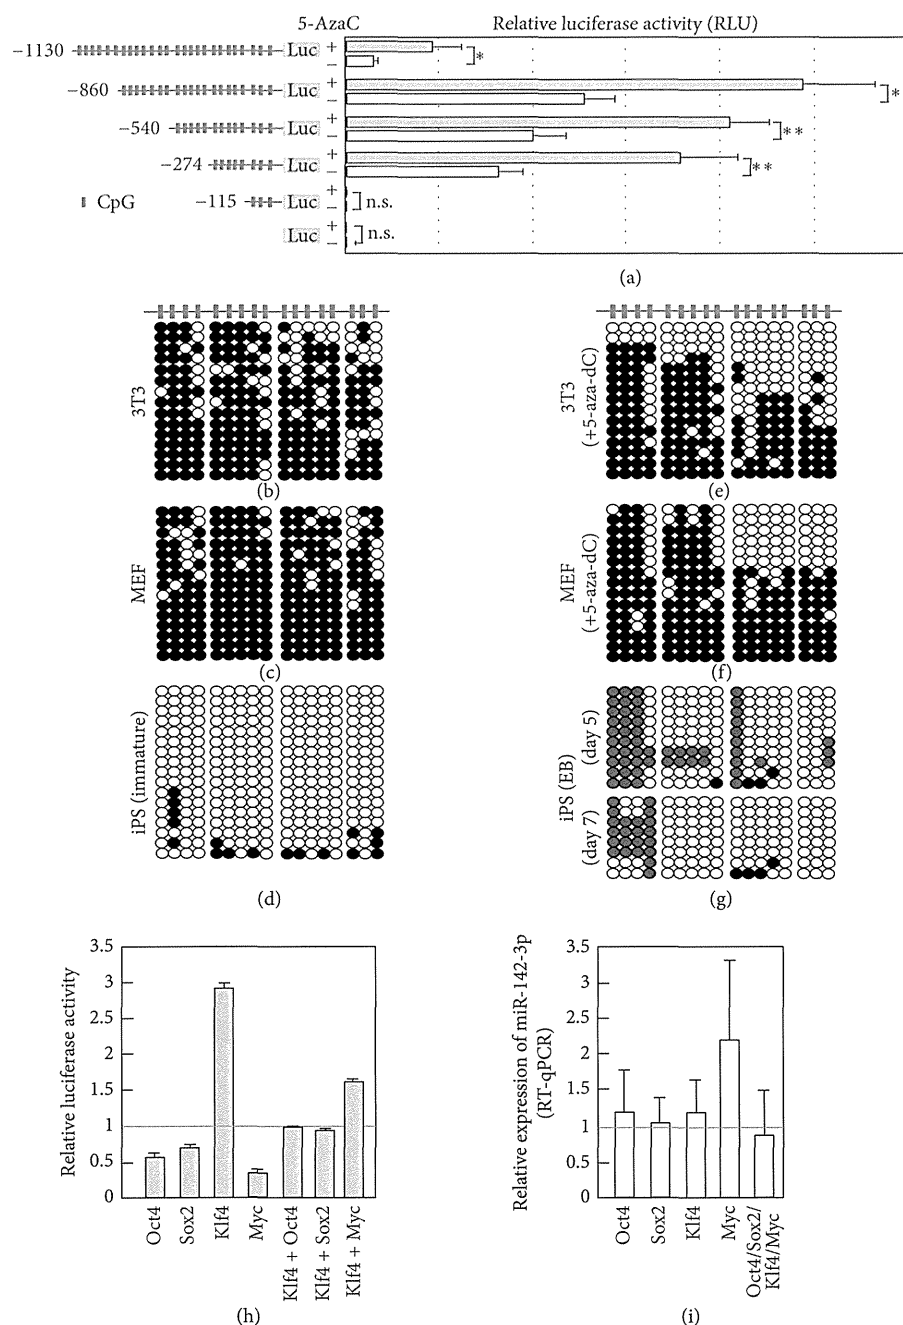 5-AzaC Relative luciferase activity (RLU)
−1130 Luc + *
−
−860 Luc + *
−
−540 Luc + **
−
−274 Luc + **
−
CpG −115 Luc + n.s.
−
Luc + n.s.
−
(a)
3T3
(b)
3T3
(+5-aza-dC)
(e)
MEF
(c)
MEF
(+5-aza-dC)
(f)
iPS (immature)
(d)
iPS (EB)
(day 5)
(day 7)
(g)
Relative luciferase activity
3.5
3
2.5
2
1.5
1
0.5
0
Oct4
Sox2
Klf4
Myc
Klf4 + Oct4
Klf4 + Sox2
Klf4 + Myc
(h)
Relative expression of miR-142-3p
(RT-qPCR)
3.5
3
2.5
2
1.5
1
0.5
0
Oct4
Sox2
Klf4
Myc
Oct4/Sox2/
Klf4/Myc
(i)